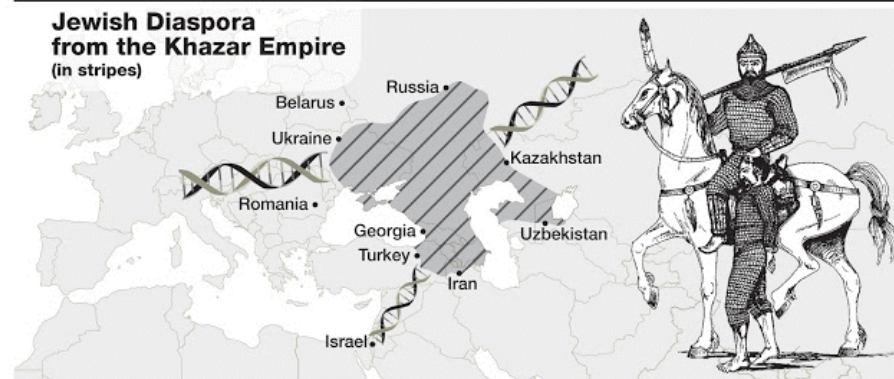 Jewish Diaspora
from the Khazar Empire
(in stripes)
Russia
Belarus
Ukraine
Kazakhstan
Romania
Georgia
Uzbekistan
Turkey
Iran
Israel